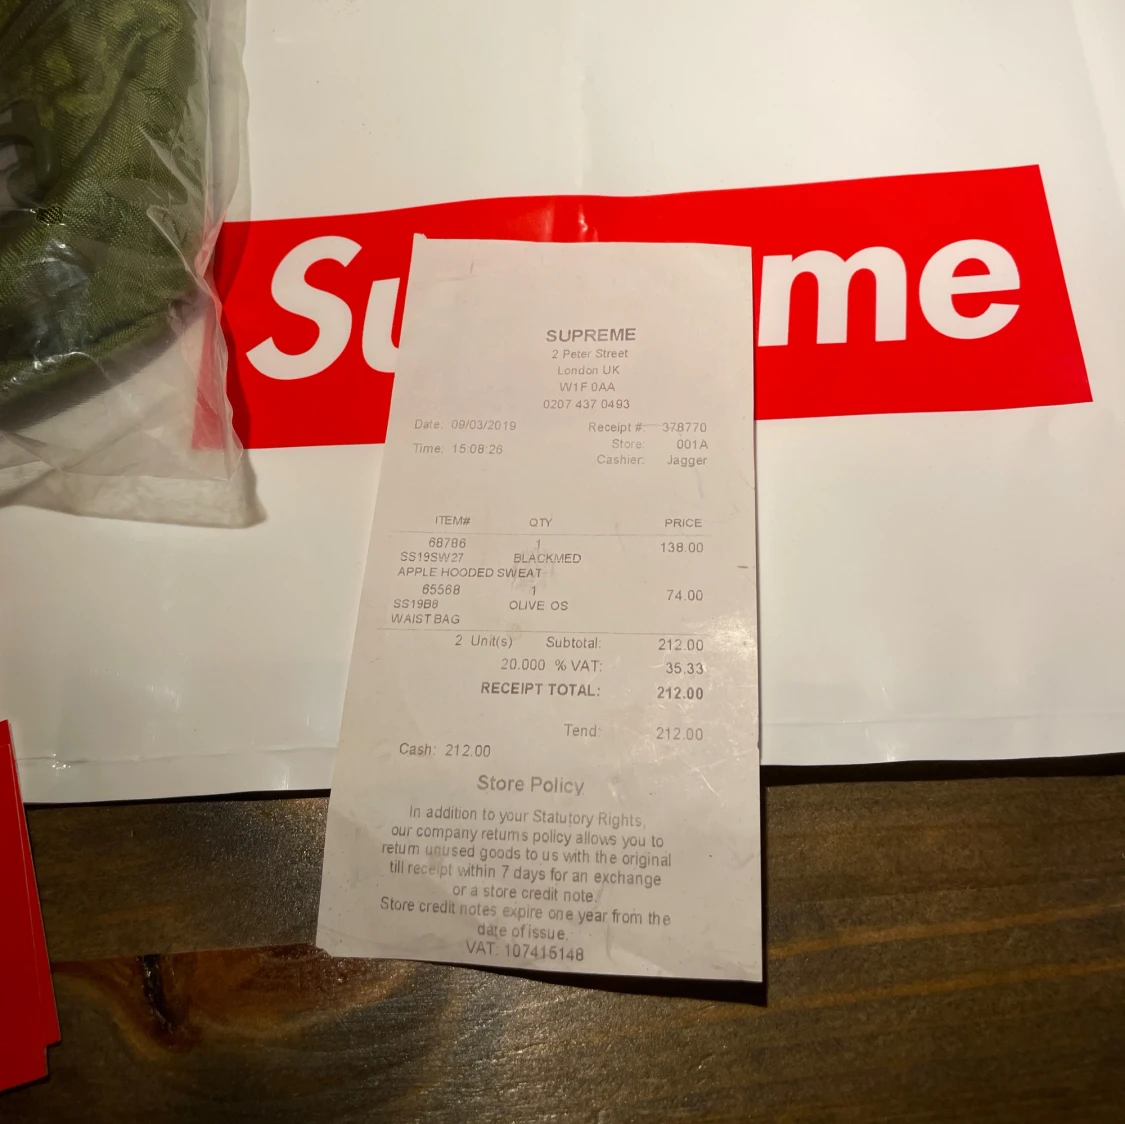 Su me
SUPREME
2 Peter Street
London UK
W1F 0AA
0207 437 0493
Date: 09/03/2019 Receipt #: 378770
Time: 15:08:26 Store: 001A
Cashier: Jagger
ITEM# QTY PRICE
68786 1 138.00
SS19SW27 BLACKMED
APPLE HOODED SWEAT
65568 1 74.00
SS19B8 OLIVE OS
WAIST BAG
2 Unit(s) Subtotal: 212.00
20.000 % VAT: 35.33
RECEIPT TOTAL: 212.00
Tend: 212.00
Cash: 212.00
Store Policy
In addition to your Statutory Rights,
our company returns policy allows you to
return unused goods to us with the original
till receipt within 7 days for an exchange
or a store credit note.
Store credit notes expire one year from the
date of issue.
VAT: 107415148